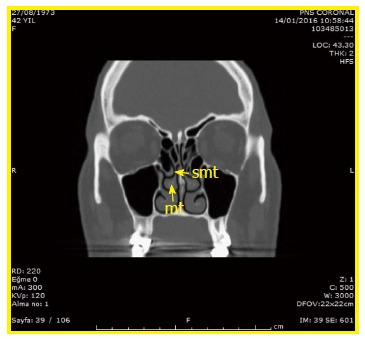 27/08/1973
42 YIL
F
PNS CORONAL
14/01/2016 10:58:44
103485013
---
LOC: 43.30
THK: 2
HFS
R
L
smt
mt
RD: 220
Eğme 0
mA: 300
KVp: 120
Alma no: 1
Z: 1
C: 500
W: 3000
DFOV:22x22cm
Sayfa: 39 / 106
F
IM: 39 SE: 601
cm